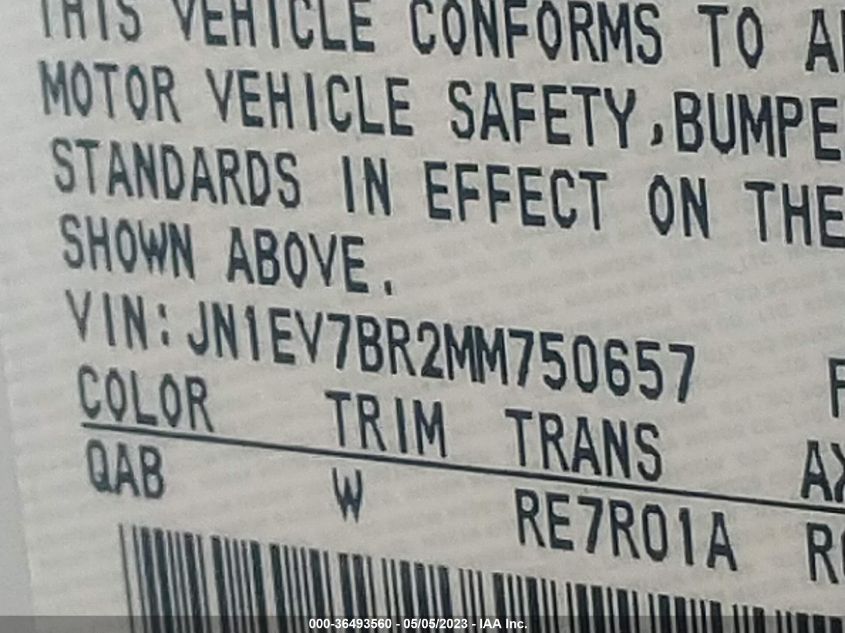 THIS VEHICLE CONFORMS TO
MOTOR VEHICLE SAFETY, BUMPE
STANDARDS IN EFFECT ON THE
SHOWN ABOVE.
VIN: JN1EV7BR2MM750657
COLOR TRIM TRANS
QAB W RE7R01A
000-36493560 - 05/05/2023 - IAA Inc.